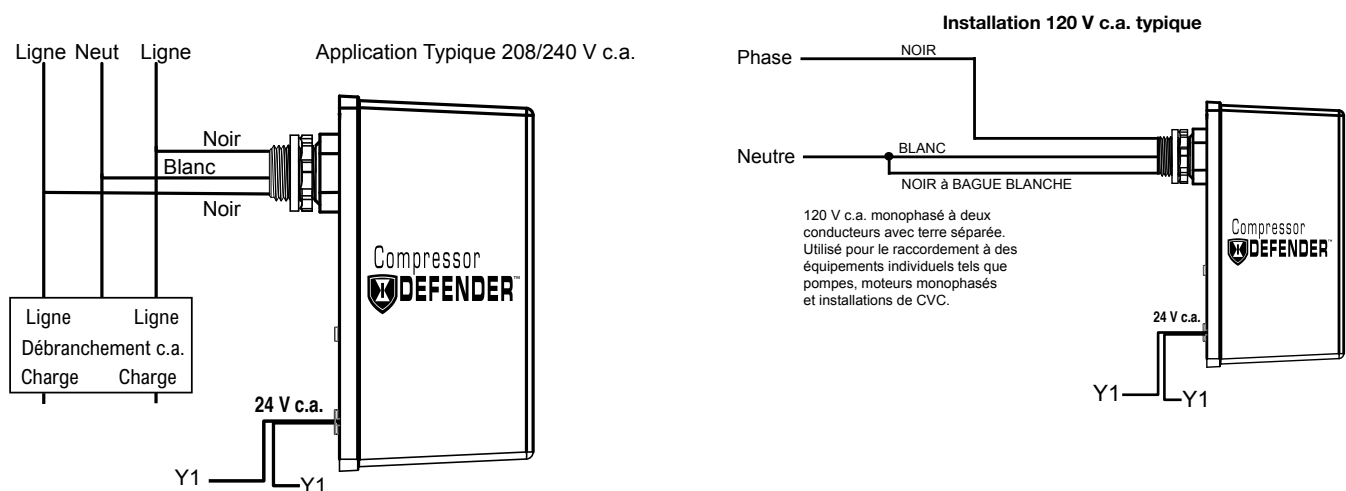 Ligne Neut Ligne
Application Typique 208/240 V c.a.
Noir
Blanc
Noir
Compressor
DEFENDER™
Ligne Ligne
Débranchement c.a.
Charge Charge
24 V c.a.
Y1
Y1
Installation 120 V c.a. typique
Phase
NOIR
Neutre
BLANC
NOIR à BAGUE BLANCHE
120 V c.a. monophasé à deux
conducteurs avec terre séparée.
Utilisé pour le raccordement à des
équipements individuels tels que
pompes, moteurs monophasés
et installations de CVC.
Compressor
DEFENDER™
24 V c.a.
Y1
Y1